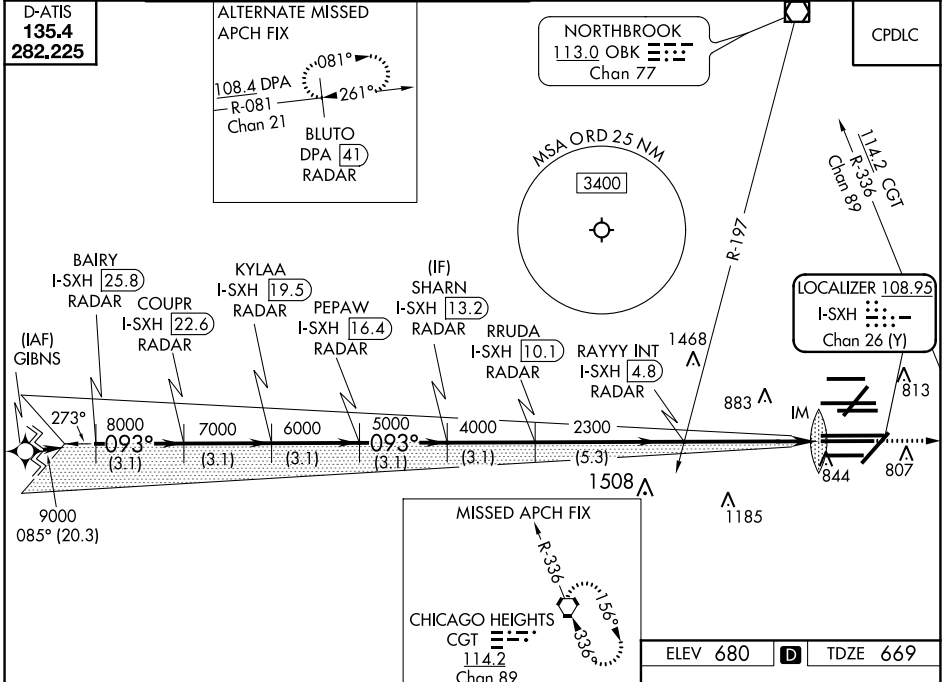 D-ATIS
135.4
282.225
ALTERNATE MISSED
APCH FIX
081°
108.4 DPA
R-081
Chan 21
261°
BLUTO
DPA 41
RADAR
NORTHBROOK
113.0 OBK
Chan 77
CPDLC
MSA ORD 25 NM
3400
R-197
114.2 CGT
R-336
Chan 89
LOCALIZER 108.95
I-SXH
Chan 26 (Y)
(IAF)
GIBNS
BAIRY
I-SXH 25.8
RADAR
COUPR
I-SXH 22.6
RADAR
KYLAA
I-SXH 19.5
RADAR
PEPAW
I-SXH 16.4
RADAR
(IF)
SHARN
I-SXH 13.2
RADAR
RRUDA
I-SXH 10.1
RADAR
RAYYY INT
I-SXH 4.8
RADAR
1468
883
813
IM
273°
8000
7000
6000
5000
4000
2300
093°
093°
(3.1)
(3.1)
(3.1)
(3.1)
(3.1)
(5.3)
844
807
1508
1185
9000
085° (20.3)
MISSED APCH FIX
R-336
156°
336°
CHICAGO HEIGHTS
CGT
114.2
Chan 89
ELEV 680 D TDZE 669